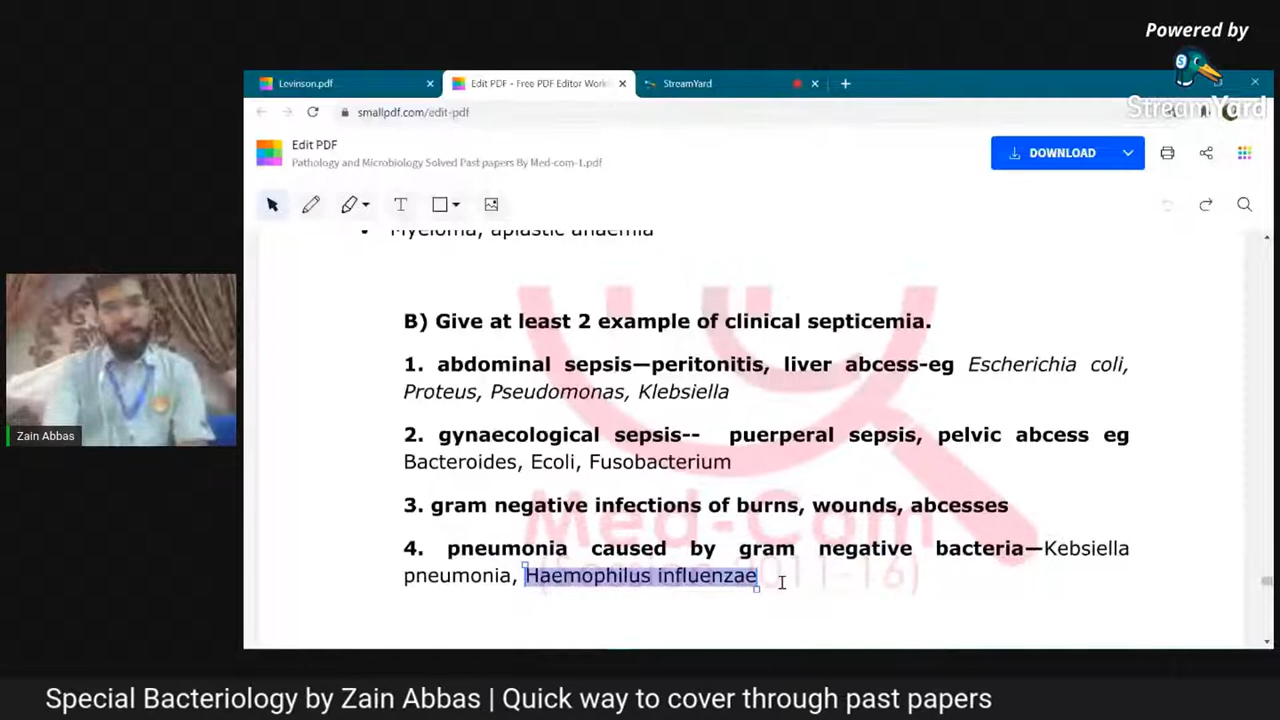 Powered by
StreamYard
Levinson.pdf
Edit PDF - Free PDF Editor Work
StreamYard
smallpdf.com/edit-pdf
Edit PDF
Pathology and Microbiology Solved Past papers By Med-com-1.pdf
DOWNLOAD
Myeloma, aplastic anaemia
B) Give at least 2 example of clinical septicemia.
1. abdominal sepsis—peritonitis, liver abcess-eg Escherichia coli,
Proteus, Pseudomonas, Klebsiella
2. gynaecological sepsis-- puerperal sepsis, pelvic abcess eg
Bacteroides, Ecoli, Fusobacterium
3. gram negative infections of burns, wounds, abcesses
4. pneumonia caused by gram negative bacteria—Kebsiella
pneumonia, Haemophilus influenzae
Med-Com
2011-16)
Zain Abbas
Special Bacteriology by Zain Abbas | Quick way to cover through past papers